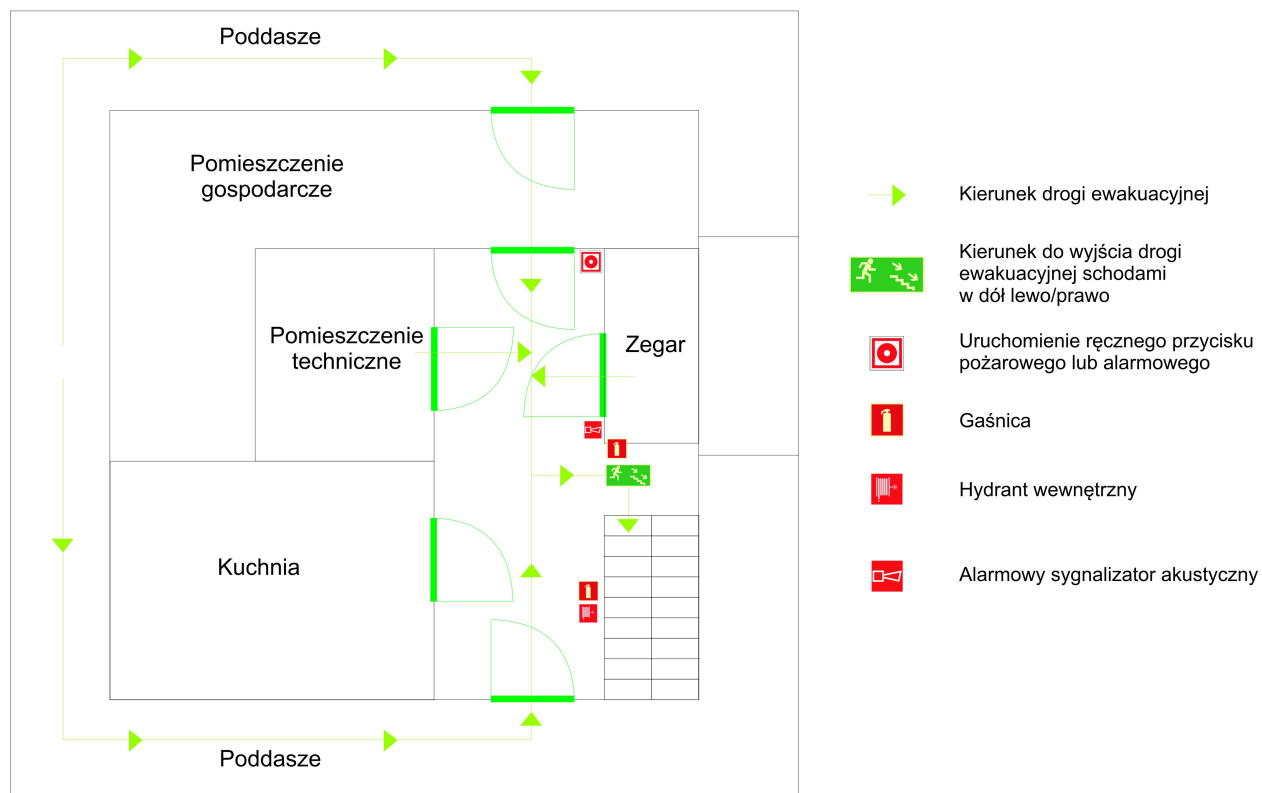 Poddasze
Pomieszczenie
gospodarcze
Pomieszczenie
techniczne
Zegar
Kuchnia
Poddasze
Kierunek drogi ewakuacyjnej
Kierunek do wyjścia drogi
ewakuacyjnej schodami
w dół lewo/prawo
Uruchomienie ręcznego przycisku
pożarowego lub alarmowego
Gaśnica
Hydrant wewnętrzny
Alarmowy sygnalizator akustyczny